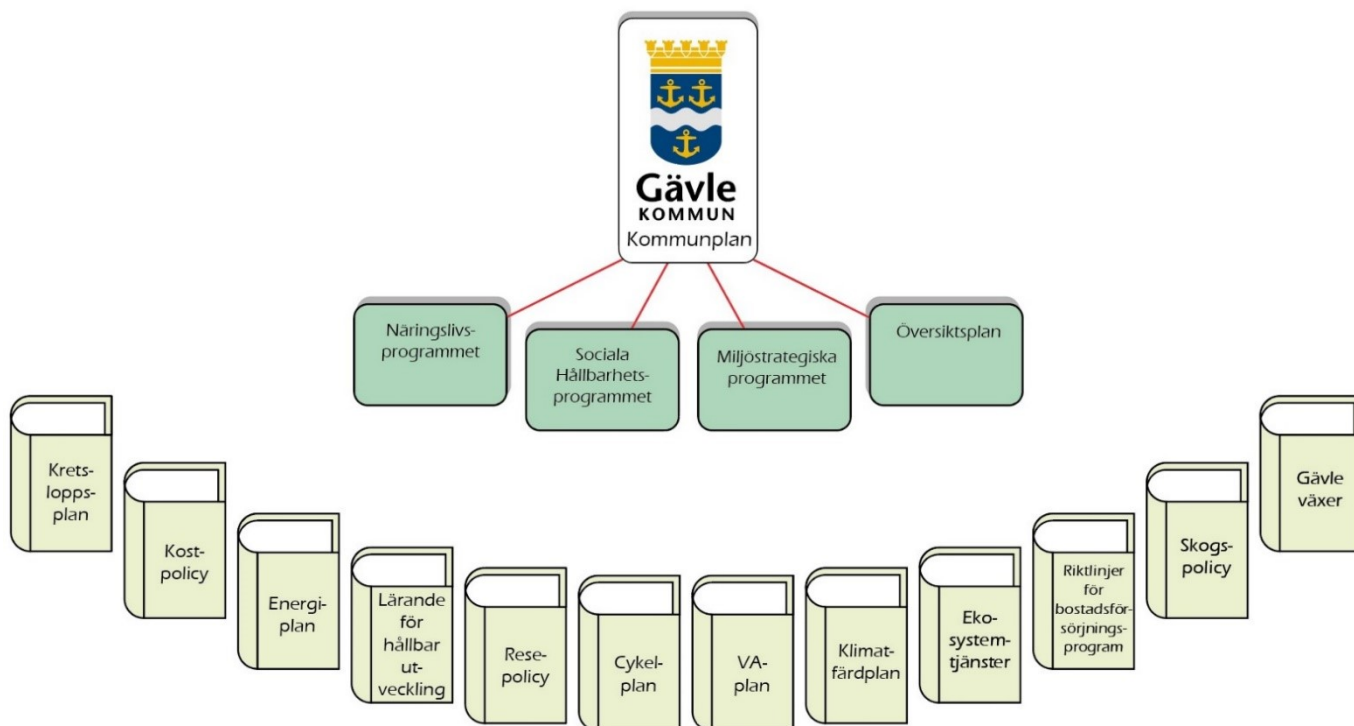 Gävle
KOMMUN
Kommunplan
Näringslivs-
programmet
Sociala
Hållbarhets-
programmet
Miljöstrategiska
programmet
Översiktsplan
Krets-
lopps-
plan
Kost-
policy
Energi-
plan
Lärande
för
hållbar
ut-
veckling
Rese-
policy
Cykel-
plan
VA-
plan
Klimat-
färdplan
Eko-
system-
tjänster
Riktlinjer
för
bostadsför-
sörjnings-
program
Skogs-
policy
Gävle
växer